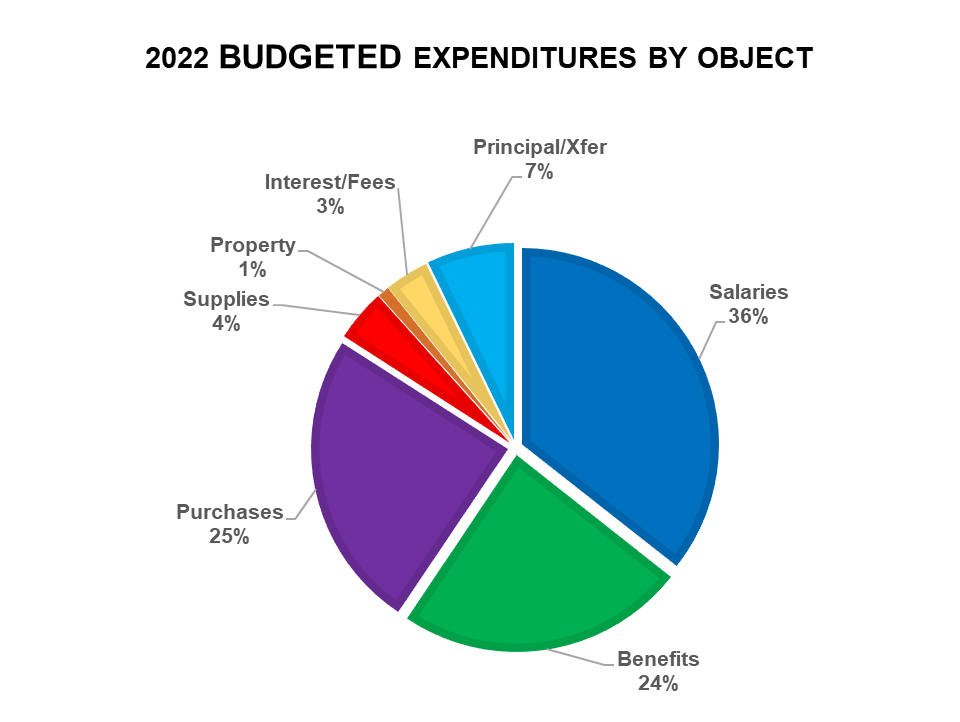 2022 BUDGETED EXPENDITURES BY OBJECT
Principal/Xfer
7%
Interest/Fees
3%
Property
1%
Supplies
4%
Salaries
36%
Purchases
25%
Benefits
24%